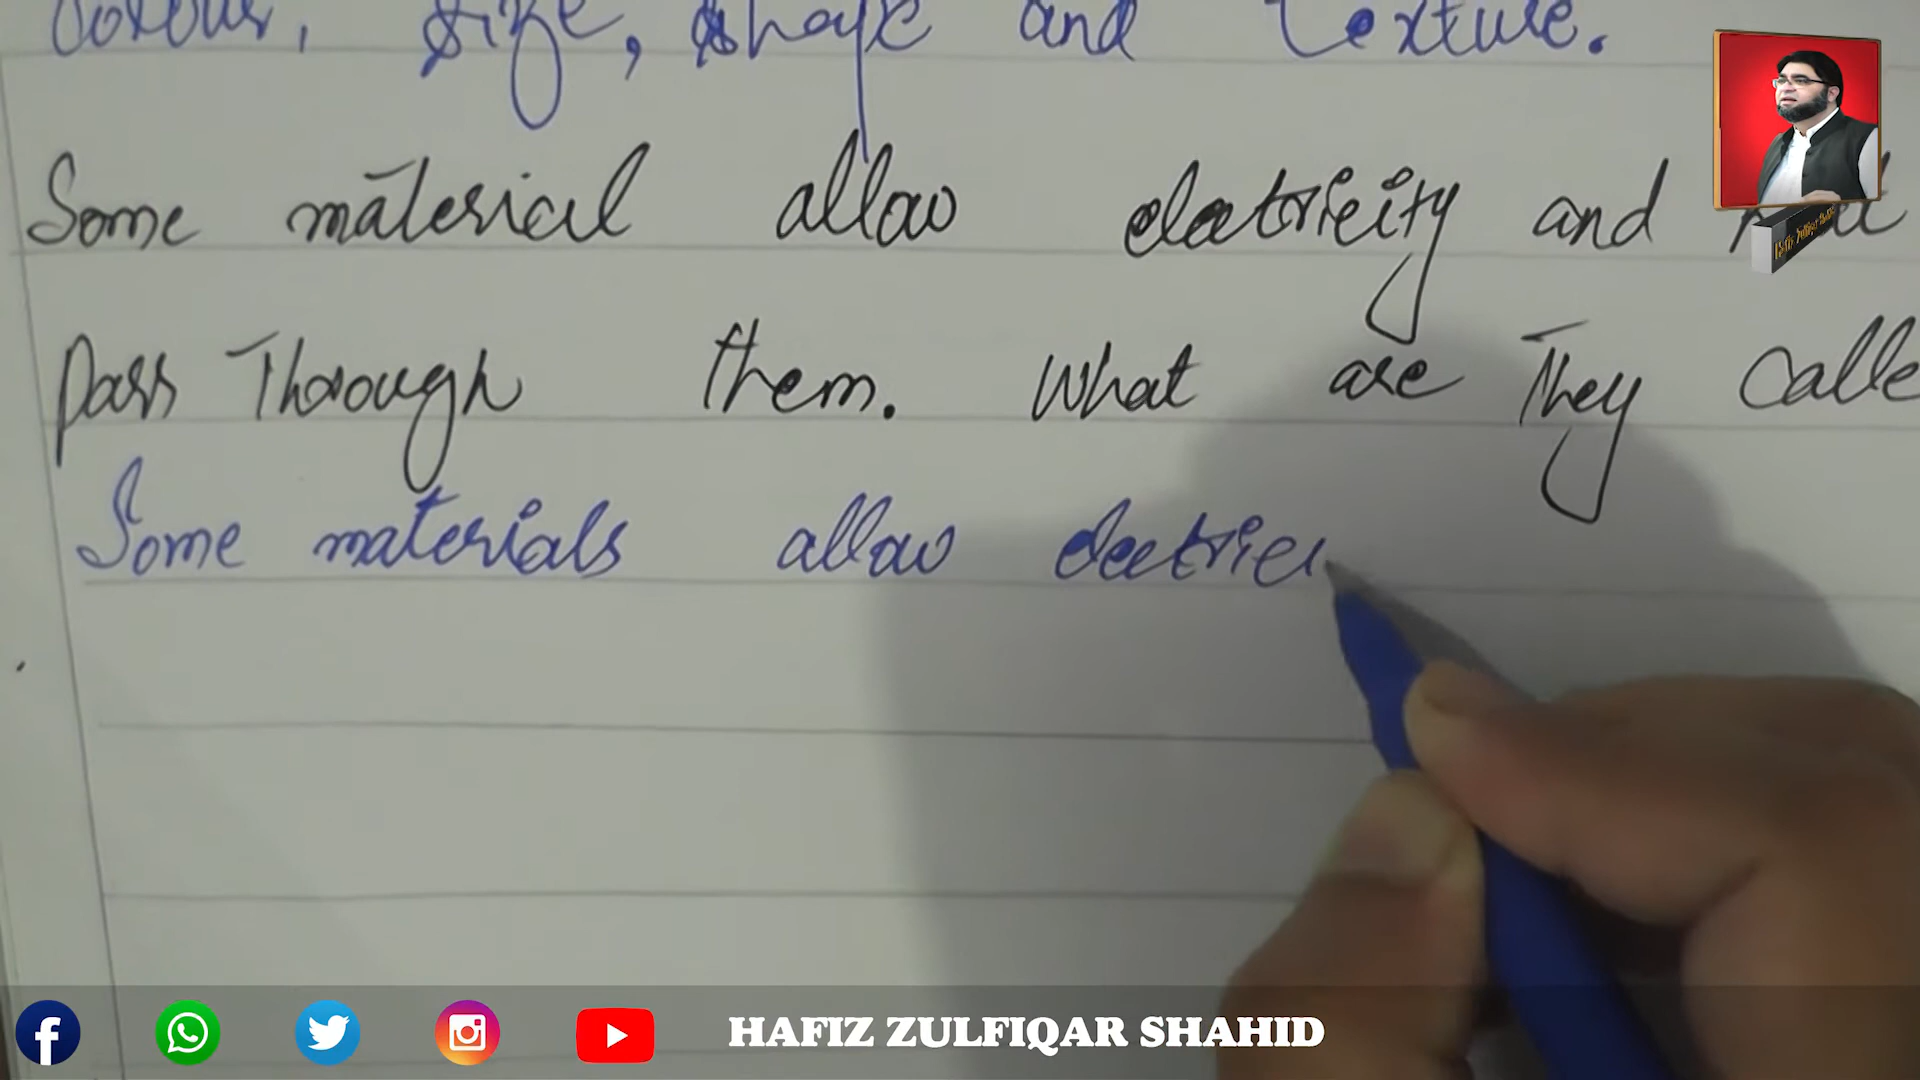 Colour, size, shape and Texture.
Some material allow electricity and
Pass Through them. What are They Calle
Some materials allow electrici
HAFIZ ZULFIQAR SHAHID